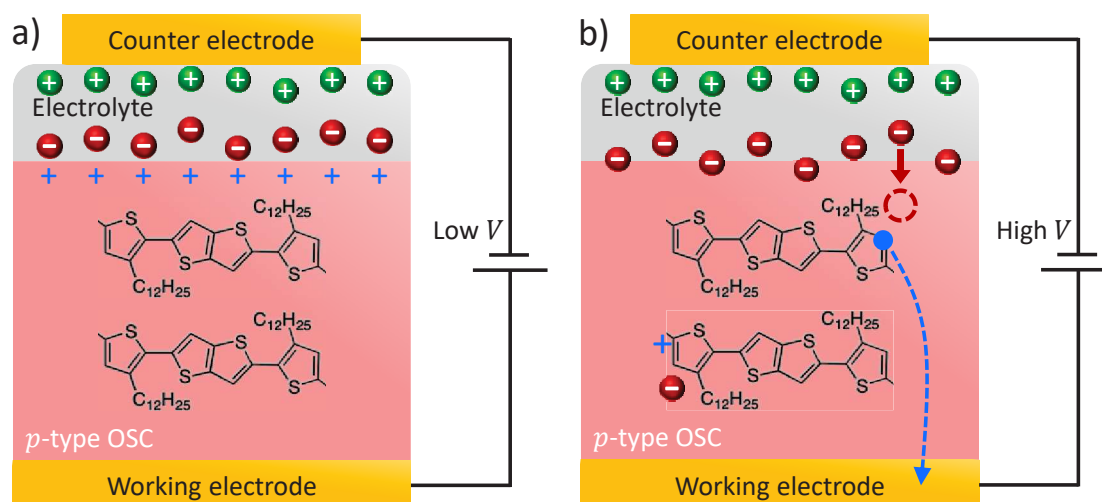 a)
Counter electrode
+ + + + + + + +
Electrolyte
− − − − − − − −
+ + + + + + + +
C₁₂H₂₅
S
S
S
S
C₁₂H₂₅
Low V
C₁₂H₂₅
S
S
S
S
C₁₂H₂₅
p-type OSC
Working electrode
b)
Counter electrode
+ + + + + + + +
Electrolyte
− − − − − − − −
C₁₂H₂₅
S
S
S
S
C₁₂H₂₅
High V
C₁₂H₂₅
S
S
S
S
+
−
C₁₂H₂₅
p-type OSC
Working electrode